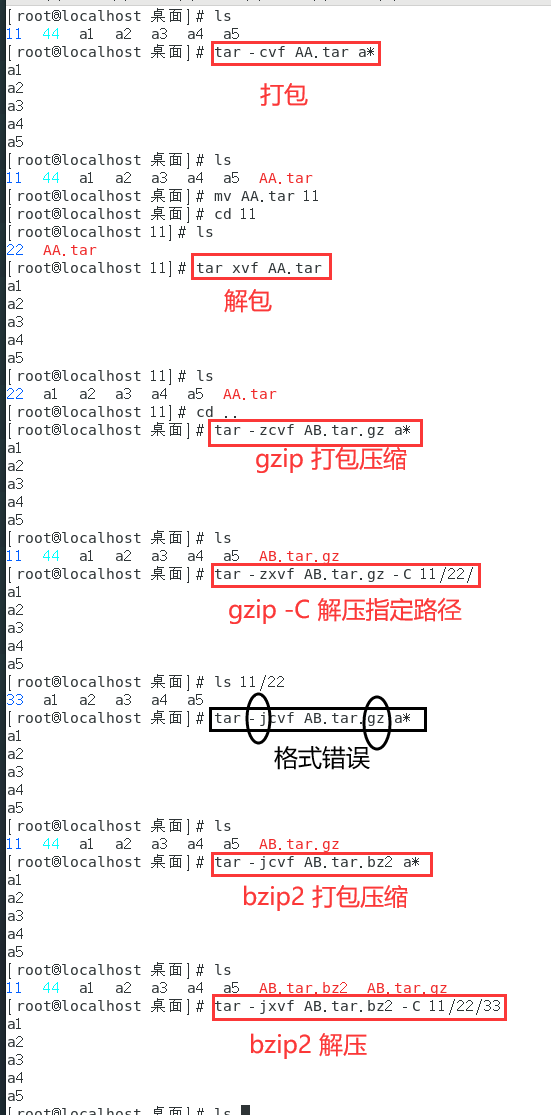 [root@localhost 桌面]# ls
11 44 a1 a2 a3 a4 a5
[root@localhost 桌面]# tar -cvf AA.tar a*
a1
a2
打包
a3
a4
a5
[root@localhost 桌面]# ls
11 44 a1 a2 a3 a4 a5 AA.tar
[root@localhost 桌面]# mv AA.tar 11
[root@localhost 桌面]# cd 11
[root@localhost 11]# ls
22 AA.tar
[root@localhost 11]# tar xvf AA.tar
a1
a2
解包
a3
a4
a5
[root@localhost 11]# ls
22 a1 a2 a3 a4 a5 AA.tar
[root@localhost 11]# cd ..
[root@localhost 桌面]# tar -zcvf AB.tar.gz a*
a1
gzip 打包压缩
a2
a3
a4
a5
[root@localhost 桌面]# ls
11 44 a1 a2 a3 a4 a5 AB.tar.gz
[root@localhost 桌面]# tar -zxvf AB.tar.gz -C 11/22/
a1
a2
gzip -C 解压指定路径
a3
a4
a5
[root@localhost 桌面]# ls 11/22
33 a1 a2 a3 a4 a5
[root@localhost 桌面]# tar -jcvf AB.tar.gz a*
a1
a2
格式错误
a3
a4
a5
[root@localhost 桌面]# ls
11 44 a1 a2 a3 a4 a5 AB.tar.gz
[root@localhost 桌面]# tar -jcvf AB.tar.bz2 a*
a1
a2
bzip2 打包压缩
a3
a4
a5
[root@localhost 桌面]# ls
11 44 a1 a2 a3 a4 a5 AB.tar.bz2 AB.tar.gz
[root@localhost 桌面]# tar -jxvf AB.tar.bz2 -C 11/22/33
a1
a2
bzip2 解压
a3
a4
a5
[root@localhost 桌面]# ls